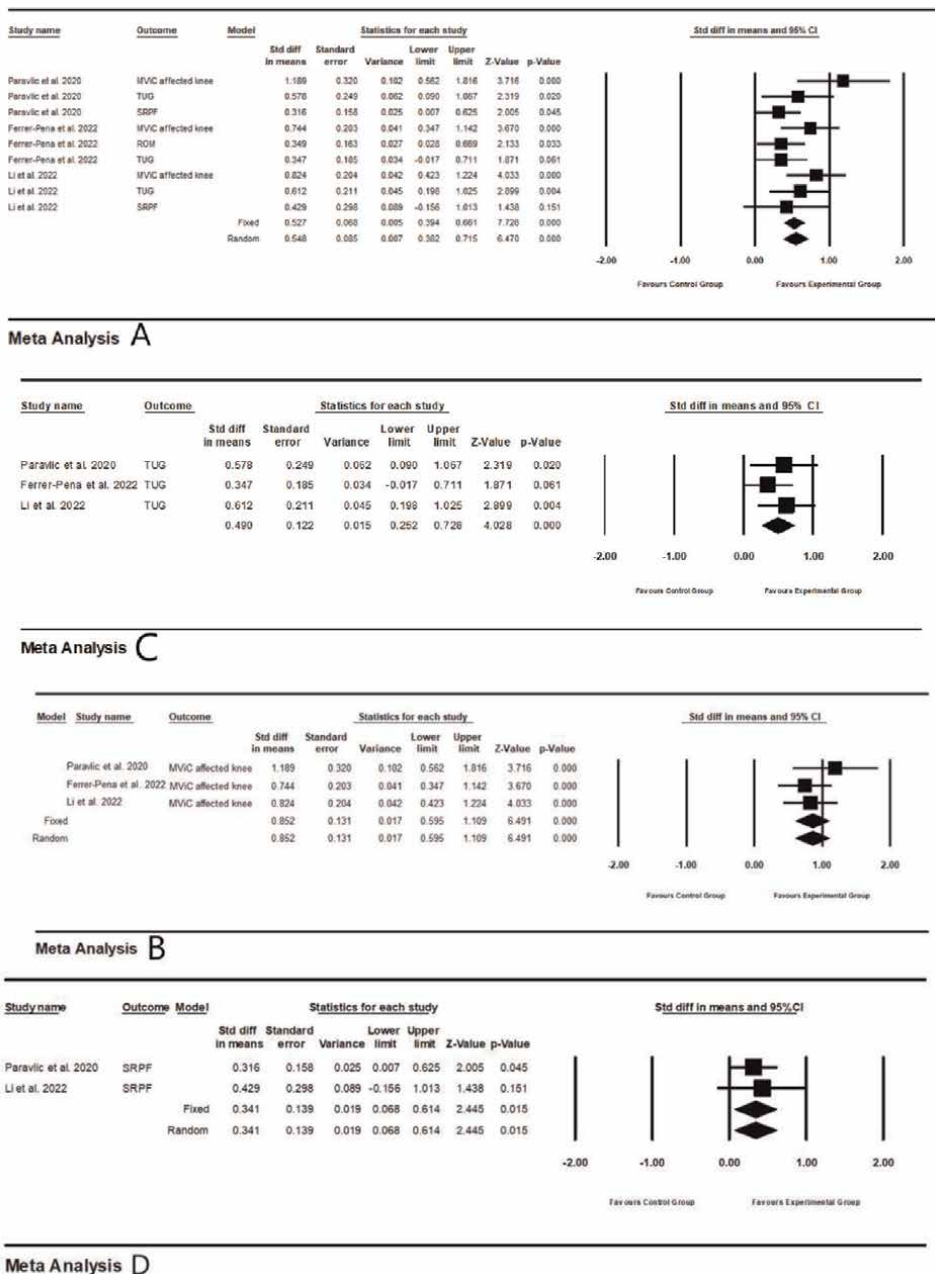 Study name Outcome Model Statistics for each study Std diff in means and 95% CI
Std diff Standard Lower Upper
in means error Variance limit limit Z-Value p-Value
Paravlic et al. 2020 MViC affected knee 1.189 0.320 0.102 0.562 1.816 3.716 0.000
Paravlic et al. 2020 TUG 0.578 0.249 0.062 0.090 1.067 2.319 0.020
Paravlic et al. 2020 SRPF 0.316 0.158 0.025 0.007 0.625 2.005 0.045
Ferrer-Pena et al. 2022 MViC affected knee 0.744 0.203 0.041 0.347 1.142 3.670 0.000
Ferrer-Pena et al. 2022 ROM 0.349 0.163 0.027 0.028 0.669 2.133 0.033
Ferrer-Pena et al. 2022 TUG 0.347 0.185 0.034 -0.017 0.711 1.871 0.061
Li et al. 2022 MViC affected knee 0.824 0.204 0.042 0.423 1.224 4.033 0.000
Li et al. 2022 TUG 0.612 0.211 0.045 0.198 1.025 2.899 0.004
Li et al. 2022 SRPF 0.429 0.298 0.089 -0.156 1.013 1.438 0.151
Fixed 0.527 0.068 0.005 0.394 0.661 7.726 0.000
Random 0.548 0.085 0.007 0.382 0.715 6.470 0.000
-2.00 -1.00 0.00 1.00 2.00
Favours Control Group Favours Experimental Group
Meta Analysis A
Study name Outcome Statistics for each study Std diff in means and 95% CI
Std diff Standard Lower Upper
in means error Variance limit limit Z-Value p-Value
Paravlic et al. 2020 TUG 0.578 0.249 0.062 0.090 1.067 2.319 0.020
Ferrer-Pena et al. 2022 TUG 0.347 0.185 0.034 -0.017 0.711 1.871 0.061
Li et al. 2022 TUG 0.612 0.211 0.045 0.198 1.025 2.899 0.004
0.490 0.122 0.015 0.252 0.728 4.028 0.000
-2.00 -1.00 0.00 1.00 2.00
Favours Control Group Favours Experimental Group
Meta Analysis C
Model Study name Outcome Statistics for each study Std diff in means and 95% CI
Std diff Standard Lower Upper
in means error Variance limit limit Z-Value p-Value
Paravlic et al. 2020 MViC affected knee 1.189 0.320 0.102 0.562 1.816 3.716 0.000
Ferrer-Pena et al. 2022 MViC affected knee 0.744 0.203 0.041 0.347 1.142 3.670 0.000
Li et al. 2022 MViC affected knee 0.824 0.204 0.042 0.423 1.224 4.033 0.000
Fixed 0.852 0.131 0.017 0.595 1.109 6.491 0.000
Random 0.852 0.131 0.017 0.595 1.109 6.491 0.000
-2.00 -1.00 0.00 1.00 2.00
Favours Control Group Favours Experimental Group
Meta Analysis B
Study name Outcome Model Statistics for each study Std diff in means and 95%CI
Std diff Standard Lower Upper
in means error Variance limit limit Z-Value p-Value
Paravlic et al. 2020 SRPF 0.316 0.158 0.025 0.007 0.625 2.005 0.045
Li et al. 2022 SRPF 0.429 0.298 0.089 -0.156 1.013 1.438 0.151
Fixed 0.341 0.139 0.019 0.068 0.614 2.445 0.015
Random 0.341 0.139 0.019 0.068 0.614 2.445 0.015
-2.00 -1.00 0.00 1.00 2.00
Favours Control Group Favours Experimental Group
Meta Analysis D